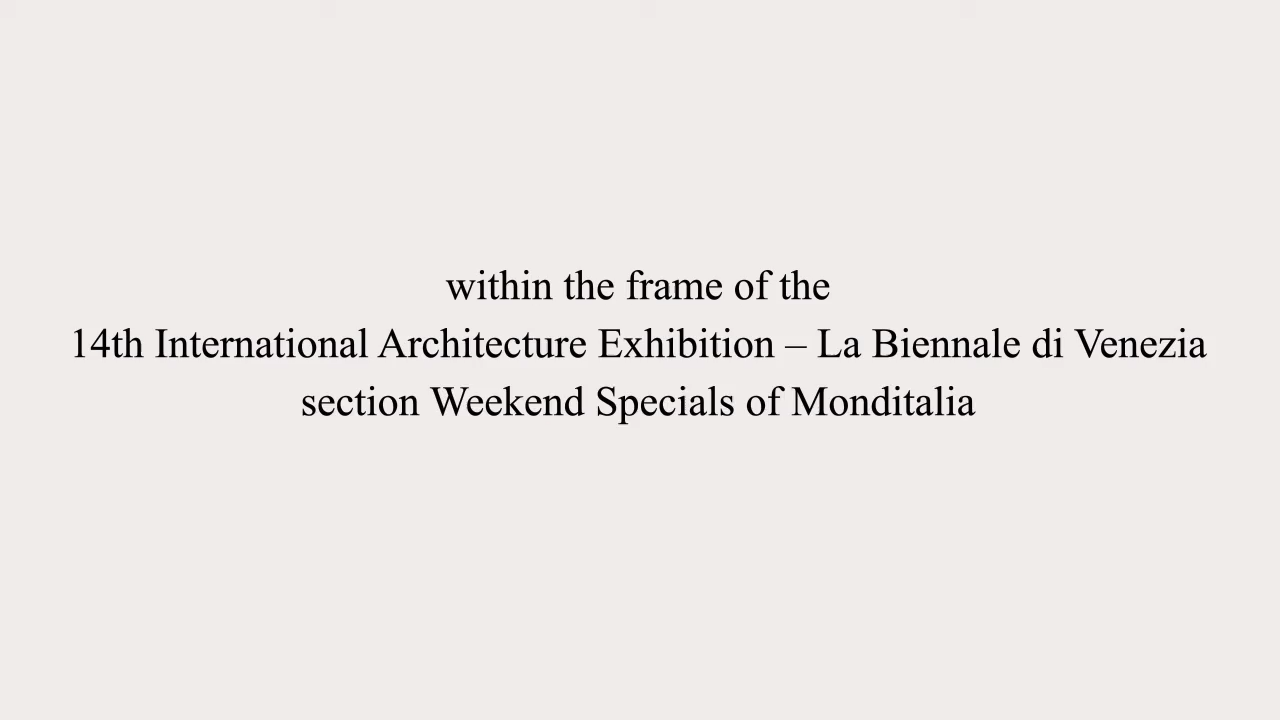 within the frame of the
14th International Architecture Exhibition – La Biennale di Venezia
section Weekend Specials of Monditalia